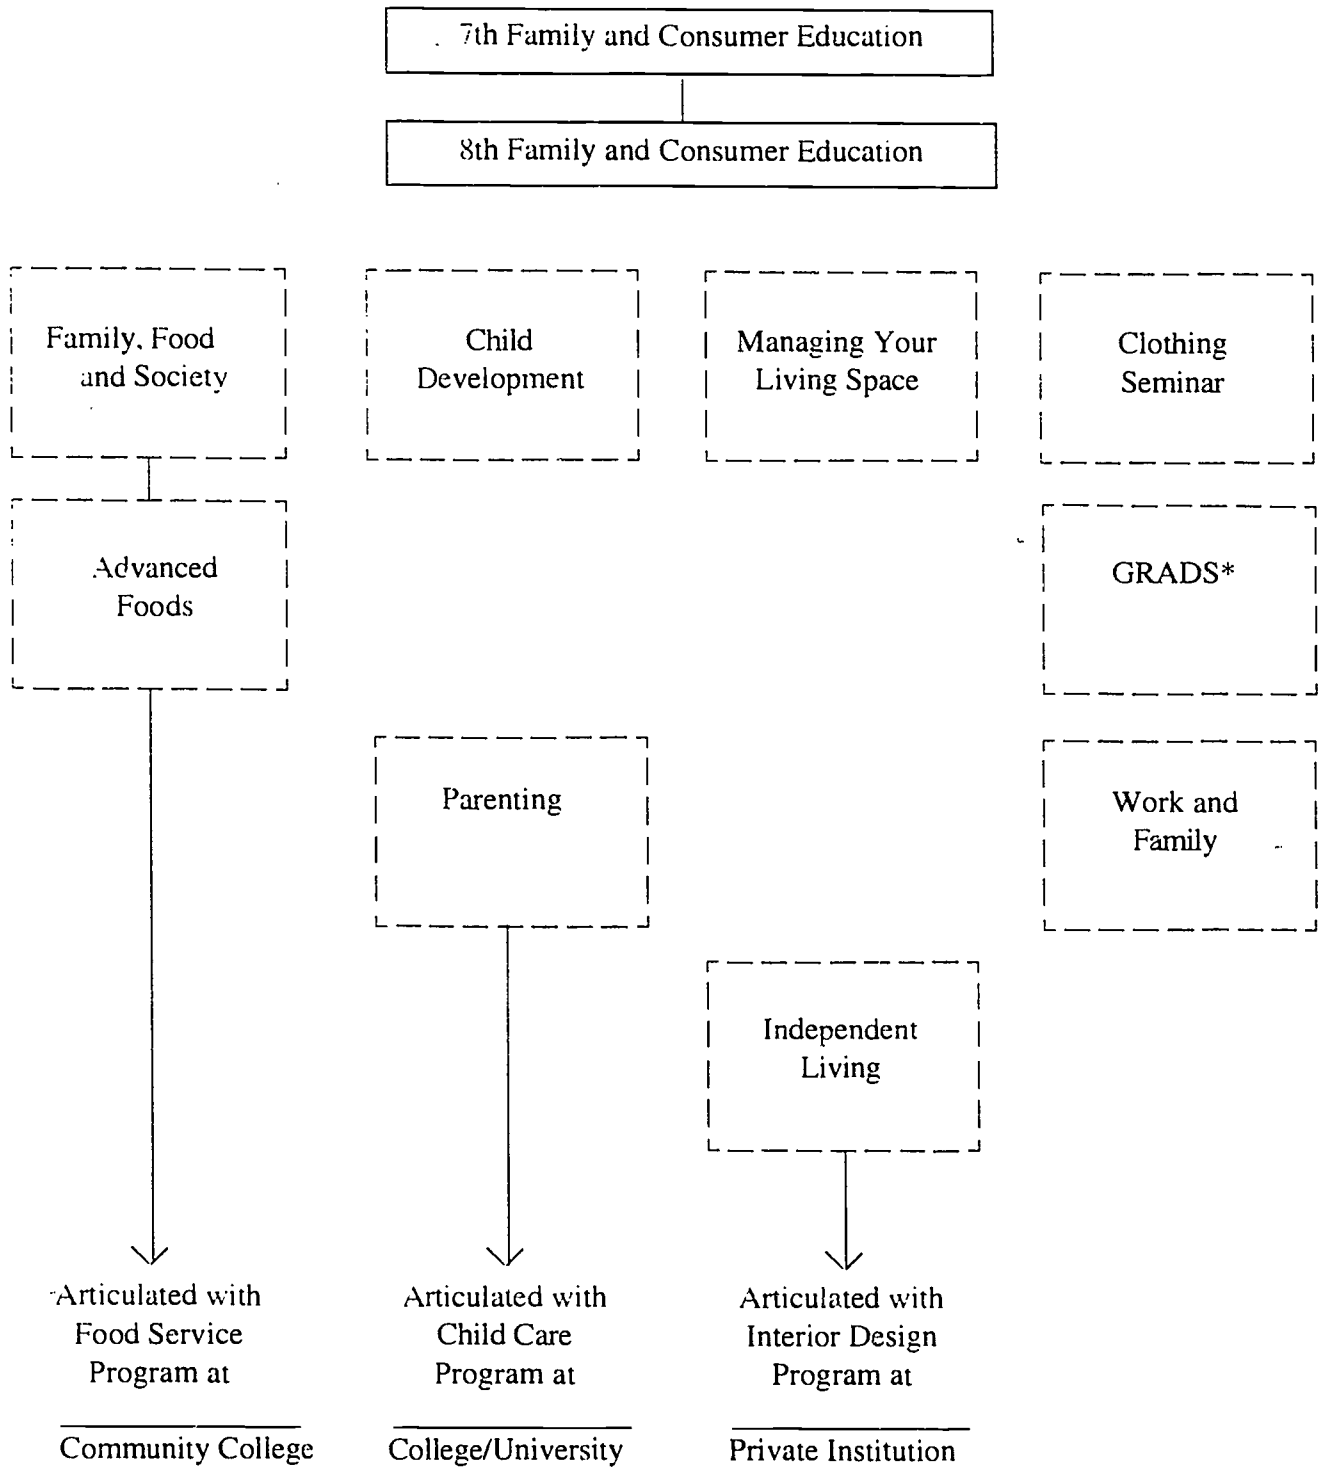 7th Family and Consumer Education
8th Family and Consumer Education
Family, Food
and Society
Child
Development
Managing Your
Living Space
Clothing
Seminar
Advanced
Foods
GRADS*
Parenting
Work and
Family
Independent
Living
Articulated with
Food Service
Program at
Community College
Articulated with
Child Care
Program at
College/University
Articulated with
Interior Design
Program at
Private Institution